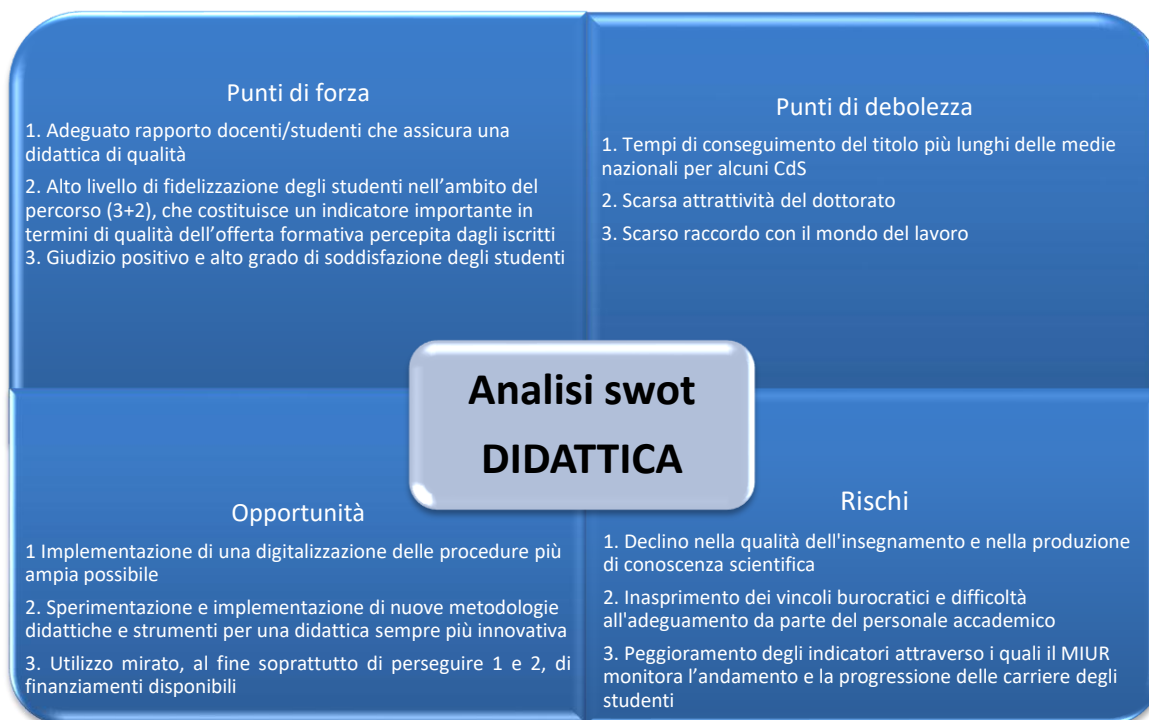 Punti di forza
1. Adeguato rapporto docenti/studenti che assicura una
didattica di qualità
2. Alto livello di fidelizzazione degli studenti nell'ambito del
percorso (3+2), che costituisce un indicatore importante in
termini di qualità dell'offerta formativa percepita dagli iscritti
3. Giudizio positivo e alto grado di soddisfazione degli studenti
Punti di debolezza
1. Tempi di conseguimento del titolo più lunghi delle medie
nazionali per alcuni CdS
2. Scarsa attrattività del dottorato
3. Scarso raccordo con il mondo del lavoro
Analisi swot
DIDATTICA
Opportunità
1 Implementazione di una digitalizzazione delle procedure più
ampia possibile
2. Sperimentazione e implementazione di nuove metodologie
didattiche e strumenti per una didattica sempre più innovativa
3. Utilizzo mirato, al fine soprattutto di perseguire 1 e 2, di
finanziamenti disponibili
Rischi
1. Declino nella qualità dell'insegnamento e nella produzione
di conoscenza scientifica
2. Inasprimento dei vincoli burocratici e difficoltà
all'adeguamento da parte del personale accademico
3. Peggioramento degli indicatori attraverso i quali il MIUR
monitora l'andamento e la progressione delle carriere degli
studenti